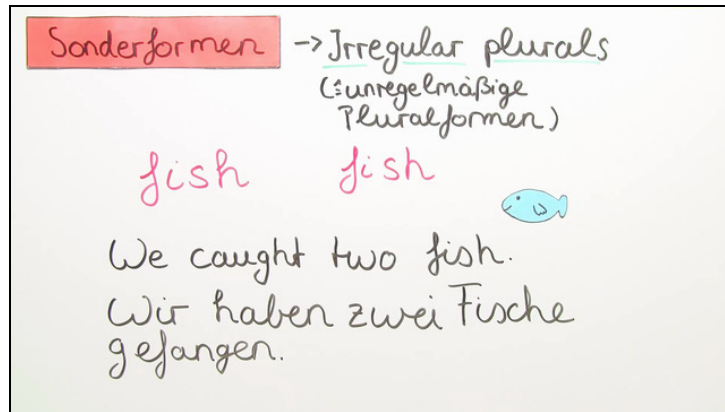 Sonderformen -> Irregular plurals
(≙unregelmäßige
Pluralformen)
fish fish
We caught two fish.
Wir haben zwei Fische
gefangen.